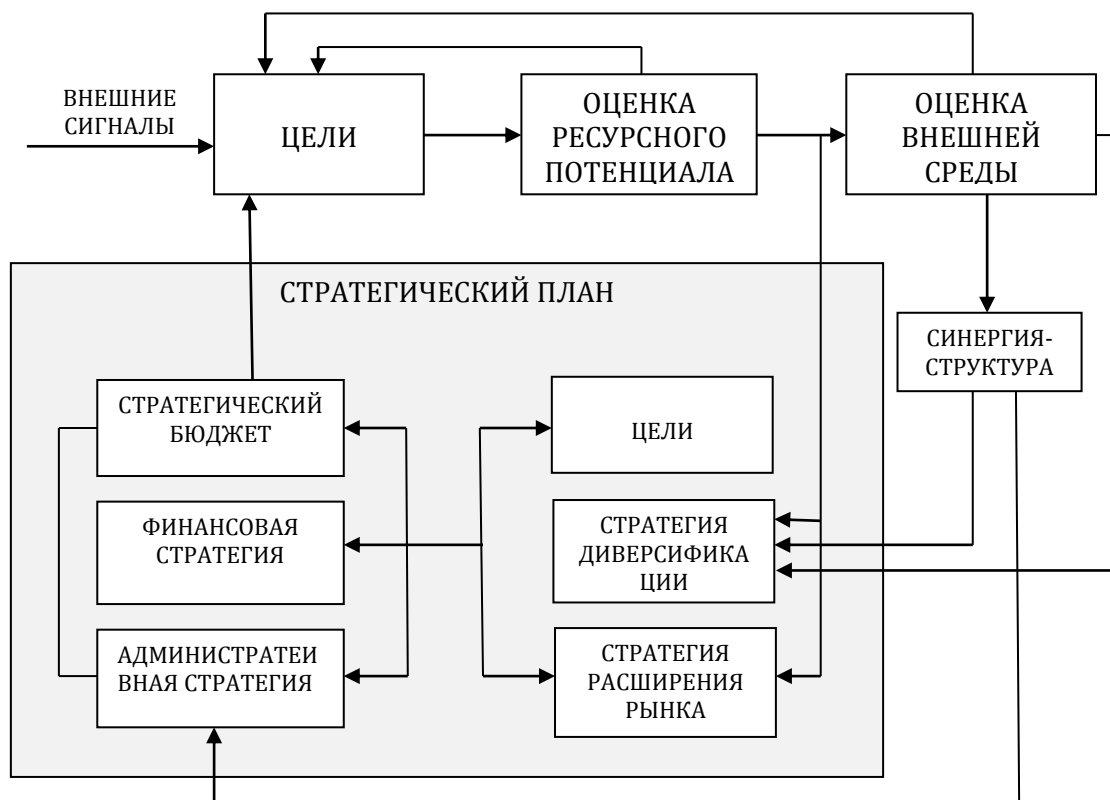 ВНЕШНИЕ
СИГНАЛЫ
ЦЕЛИ
ОЦЕНКА
РЕСУРСНОГО
ПОТЕНЦИАЛА
ОЦЕНКА
ВНЕШНЕЙ
СРЕДЫ
СТРАТЕГИЧЕСКИЙ ПЛАН
СИНЕРГИЯ-
СТРУКТУРА
СТРАТЕГИЧЕСКИЙ
БЮДЖЕТ
ЦЕЛИ
ФИНАНСОВАЯ
СТРАТЕГИЯ
СТРАТЕГИЯ
ДИВЕРСИФИКА
ЦИИ
АДМИНИСТРАТЕИ
ВНАЯ СТРАТЕГИЯ
СТРАТЕГИЯ
РАСШИРЕНИЯ
РЫНКА